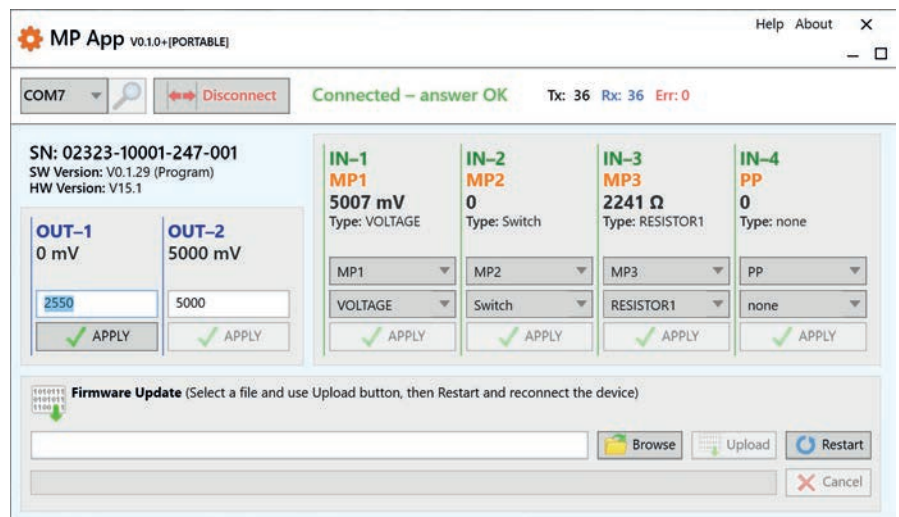 MP App V0.1.0+[PORTABLE]
Help About
COM7
Disconnect
Connected – answer OK
Tx: 36 Rx: 36 Err: 0
SN: 02323-10001-247-001
SW Version: V0.1.29 (Program)
HW Version: V15.1
OUT–1
0 mV
2550
APPLY
OUT–2
5000 mV
5000
APPLY
IN–1
MP1
5007 mV
Type: VOLTAGE
MP1
VOLTAGE
APPLY
IN–2
MP2
0
Type: Switch
MP2
Switch
APPLY
IN–3
MP3
2241 Ω
Type: RESISTOR1
MP3
RESISTOR1
APPLY
IN–4
PP
0
Type: none
PP
none
APPLY
Firmware Update (Select a file and use Upload button, then Restart and reconnect the device)
Browse
Upload
Restart
Cancel